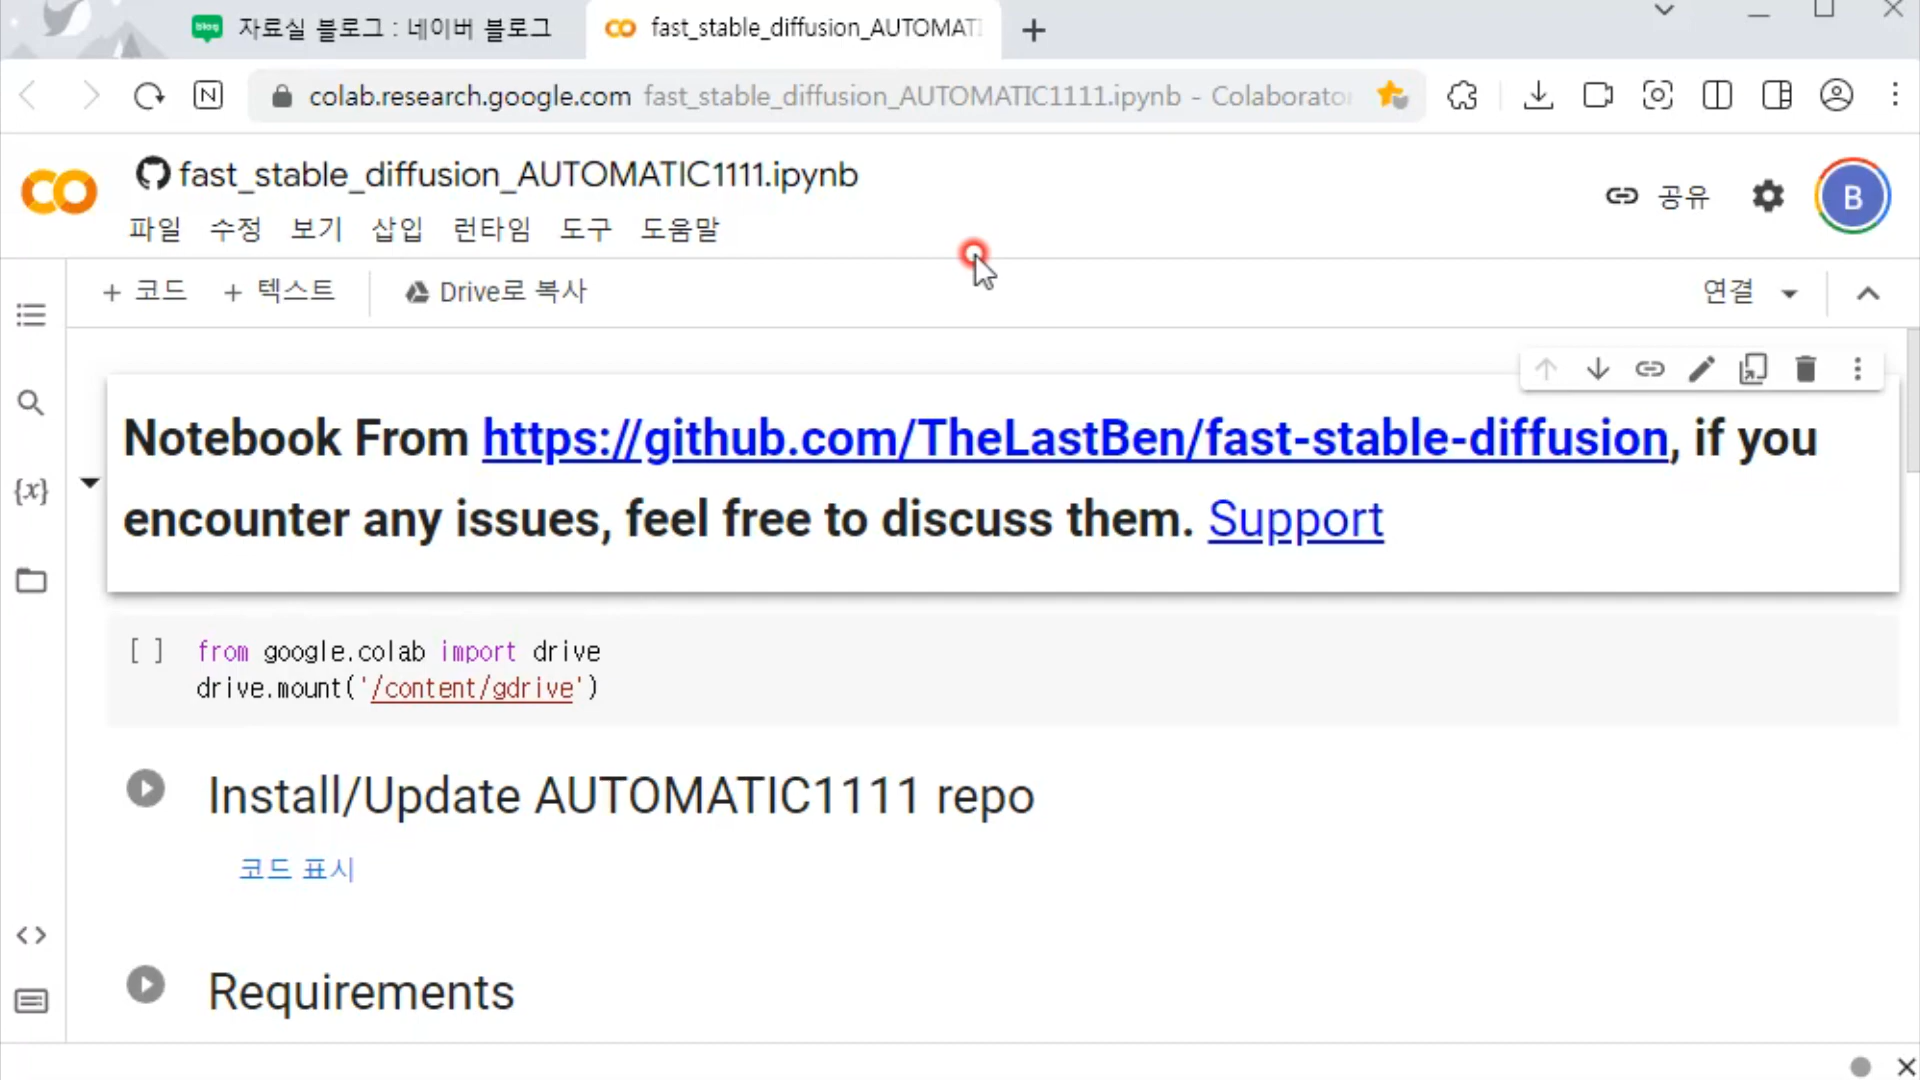 자료실 블로그 : 네이버 블로그
fast_stable_diffusion_AUTOMATI
colab.research.google.com fast_stable_diffusion_AUTOMATIC1111.ipynb - Colaborator
fast_stable_diffusion_AUTOMATIC1111.ipynb
공유
B
파일 수정 보기 삽입 런타임 도구 도움말
+ 코드 + 텍스트 Drive로 복사
연결
Notebook From https://github.com/TheLastBen/fast-stable-diffusion, if you
encounter any issues, feel free to discuss them. Support
{x}
[ ] from google.colab import drive
drive.mount('/content/gdrive')
Install/Update AUTOMATIC1111 repo
코드 표시
Requirements